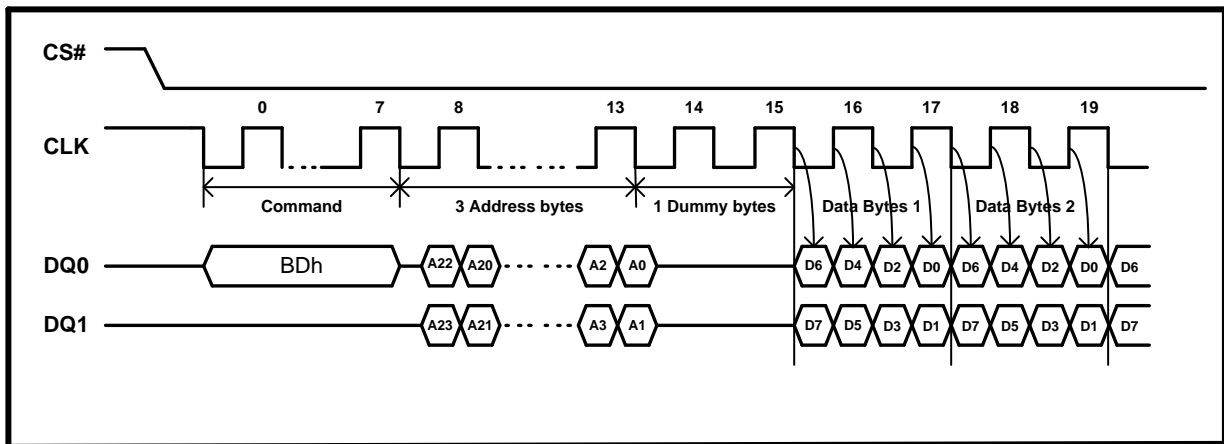 CS#
0 7 8 13 14 15 16 17 18 19
CLK
Command 3 Address bytes 1 Dummy bytes Data Bytes 1 Data Bytes 2
DQ0 BDh A22 A20 A2 A0 D6 D4 D2 D0 D6 D4 D2 D0 D6
DQ1 A23 A21 A3 A1 D7 D5 D3 D1 D7 D5 D3 D1 D7